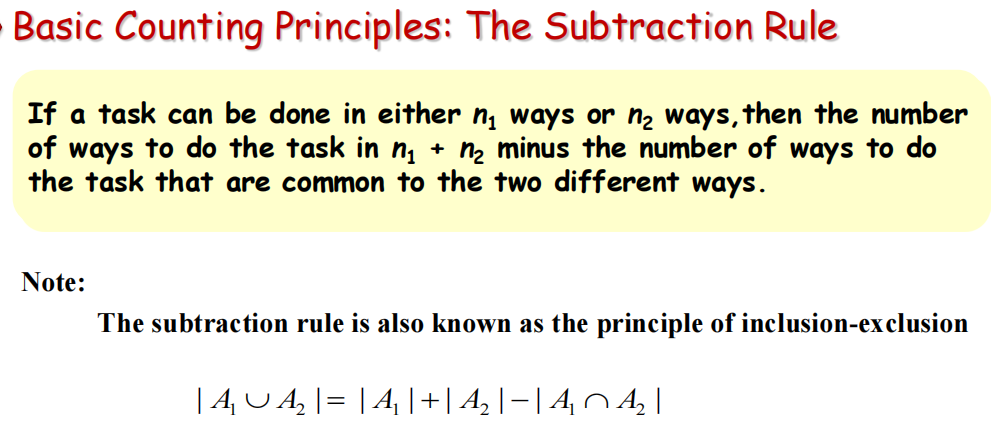 Basic Counting Principles: The Subtraction Rule
If a task can be done in either n₁ ways or n₂ ways, then the number
of ways to do the task in n₁ + n₂ minus the number of ways to do
the task that are common to the two different ways.
Note:
The subtraction rule is also known as the principle of inclusion-exclusion
| A₁ ∪ A₂ |= | A₁ |+| A₂ |−| A₁ ∩ A₂ |